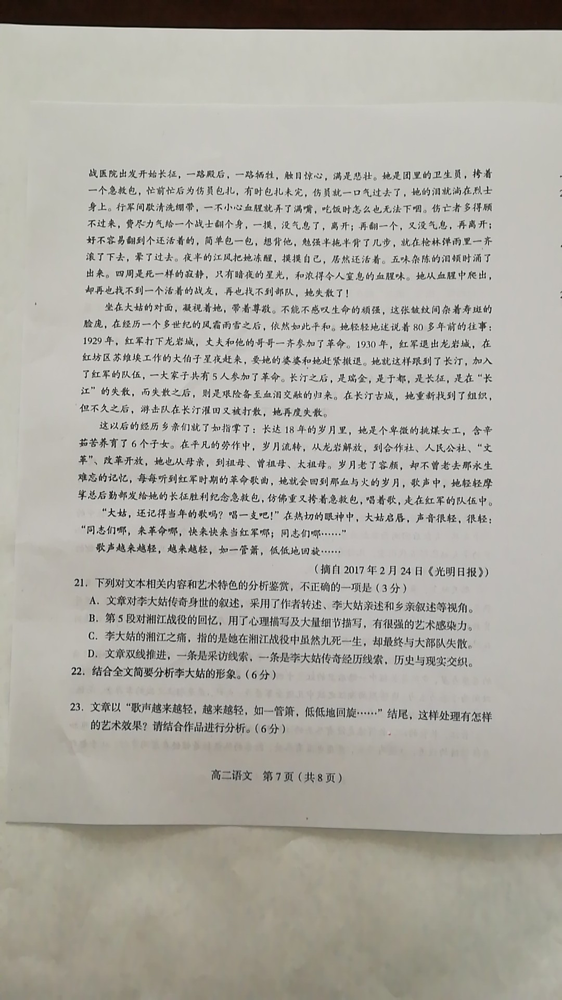 战医院出发开始长征，一路殿后，一路牺牲，触目惊心，满是悲壮。她是团里的卫生员，挎着
一个急救包，忙前忙后为伤员包扎，有时包扎未完，伤员就一口气过去了，她的泪就淌在烈士
身上。行军间歇清洗绷带，一不小心血腥就弄了满嘴，吃饭时怎么也无法下咽。伤亡者多得顾
不过来，费尽力气给一个战士翻个身，一摸，没气息了，离开；再翻一个，又没气息，再离开；
好不容易翻到个还活着的，简单包一包，想背他，勉强半拖半背了几步，就在枪林弹雨里一齐
滚了下去，晕了过去。夜半的江风把她冻醒，摸摸自己，居然还活着。五味杂陈的泪顿时涌了
出来。四周是死一样的寂静，只有暗夜的星光，和浓得令人窒息的血腥味。她从血腥中爬出，
却再也找不到一个活着的战友，再也找不到部队，她失散了！
坐在大姑的对面，凝视着她，带着尊敬。不能不感叹生命的顽强，这张皱纹间杂着寿斑的
脸庞，在经历一个多世纪的风霜雨雪之后，依然如此平和。她轻轻地述说着80多年前的往事：
1929年，红军打下龙岩城，丈夫和他的哥哥一齐参加了革命。1930年，红军退出龙岩城，在
红坊区苏维埃工作的大伯子星夜赶来，要她的婆婆和她赶紧撤退。她就这样跟到了长汀，加入
了红军的队伍，一大家子共有5人参加了革命。长汀之后，是瑞金，是于都，是长征，是在“长
江”的失散，而失散之后，则是艰险备至血泪交融的归来。在长汀古城，她重新找到了组织，
但不久之后，游击队在长汀濯田又被打散，她再度失散。
这以后的经历乡亲们就了如指掌了：长达18年的岁月里，她是个卑微的挑煤女工，含辛
茹苦养育了6个子女。在平凡的劳作中，岁月流转，从龙岩解放，到合作社、人民公社、“文
革”、改革开放，她也从母亲，到祖母、曾祖母、太祖母。岁月老了容颜，却不曾老去那永生
难忘的记忆，每每听到红军时期的革命歌曲，她就会回到那血与火的岁月，歌声中，她轻轻摩
挲总后勤部发给她的长征胜利纪念急救包，仿佛重又挎着急救包，唱着歌，走在红军的队伍中。
“大姑，还记得当年的歌吗？唱一支吧！”在热切的眼神中，大姑启唇，声音很轻，很轻：
“同志们哪，来革命哪，快来快来当红军哪；同志们哪……”
歌声越来越轻，越来越轻，如一管箫，低低地回旋……
（摘自2017年2月24日《光明日报》）
21．下列对文本相关内容和艺术特色的分析鉴赏，不正确的一项是（3分）
A．文章对李大姑传奇身世的叙述，采用了作者转述、李大姑亲述和乡亲叙述等视角。
B．第5段对湘江战役的回忆，用了心理描写及大量细节描写，有很强的艺术感染力。
C．李大姑的湘江之痛，指的是她在湘江战役中虽然九死一生，却最终与大部队失散。
D．文章双线推进，一条是采访线索，一条是李大姑传奇经历线索，历史与现实交织。
22．结合全文简要分析李大姑的形象。（6分）
23．文章以“歌声越来越轻，越来越轻，如一管箫，低低地回旋……”结尾，这样处理有怎样
的艺术效果？请结合作品进行分析。（6分）
高二语文 第7页（共8页）